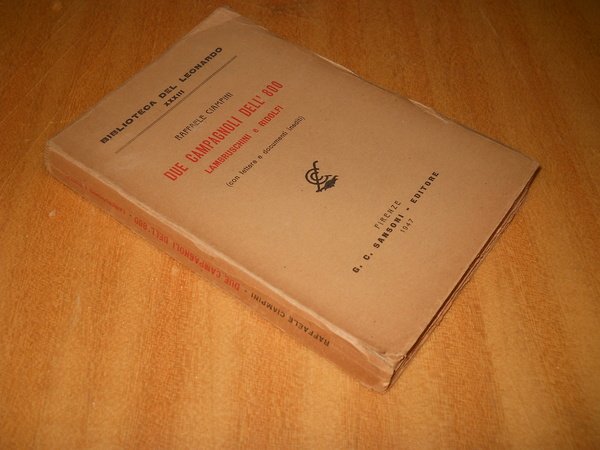 BIBLIOTECA DEL LEONARDO
XXXIII
RAFFAELE CIAMPINI
DUE CAMPAGNOLI DELL'800
LAMBRUSCHINI E RIDOLFI
(con lettere e documenti inediti)
FIRENZE
G. C. SANSONI - EDITORE
1947
RAFFAELE CIAMPINI - DUE CAMPAGNOLI DELL'800